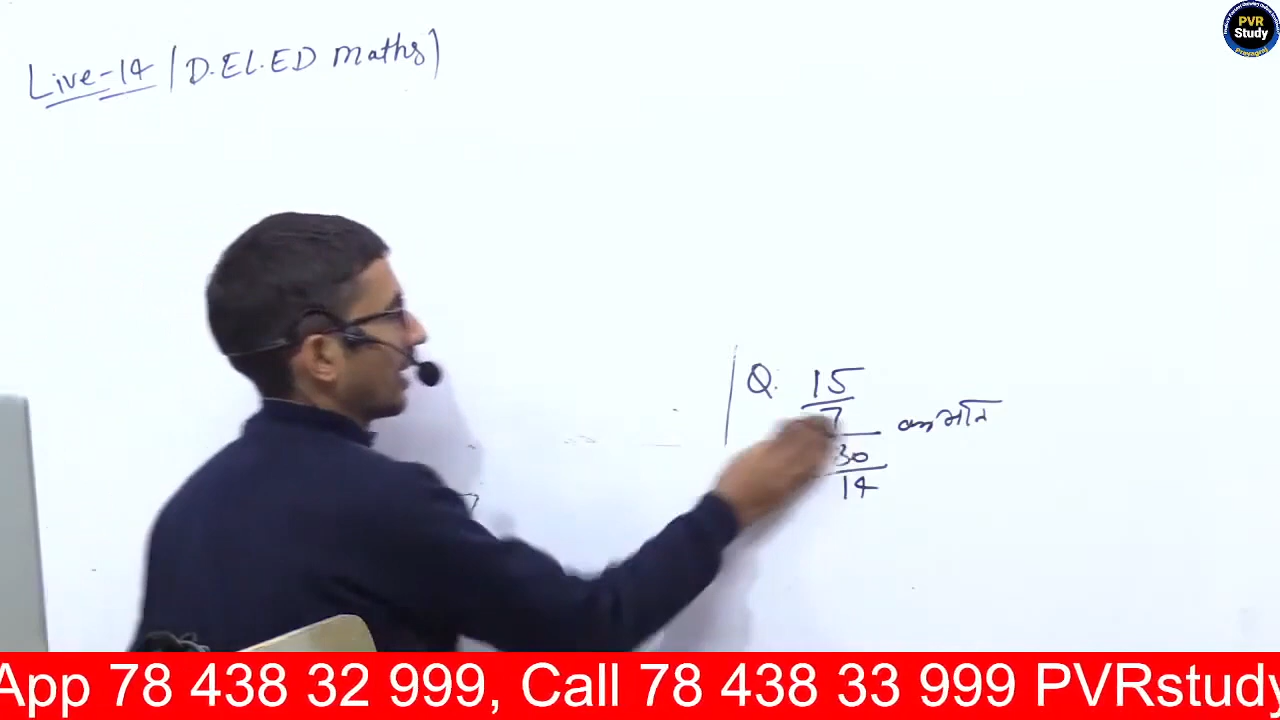 Live-14 (D.EL.ED Maths)
PVR
Study
Prayagraj
Q. 15
7
का मान
30
14
App 78 438 32 999, Call 78 438 33 999 PVRstudy